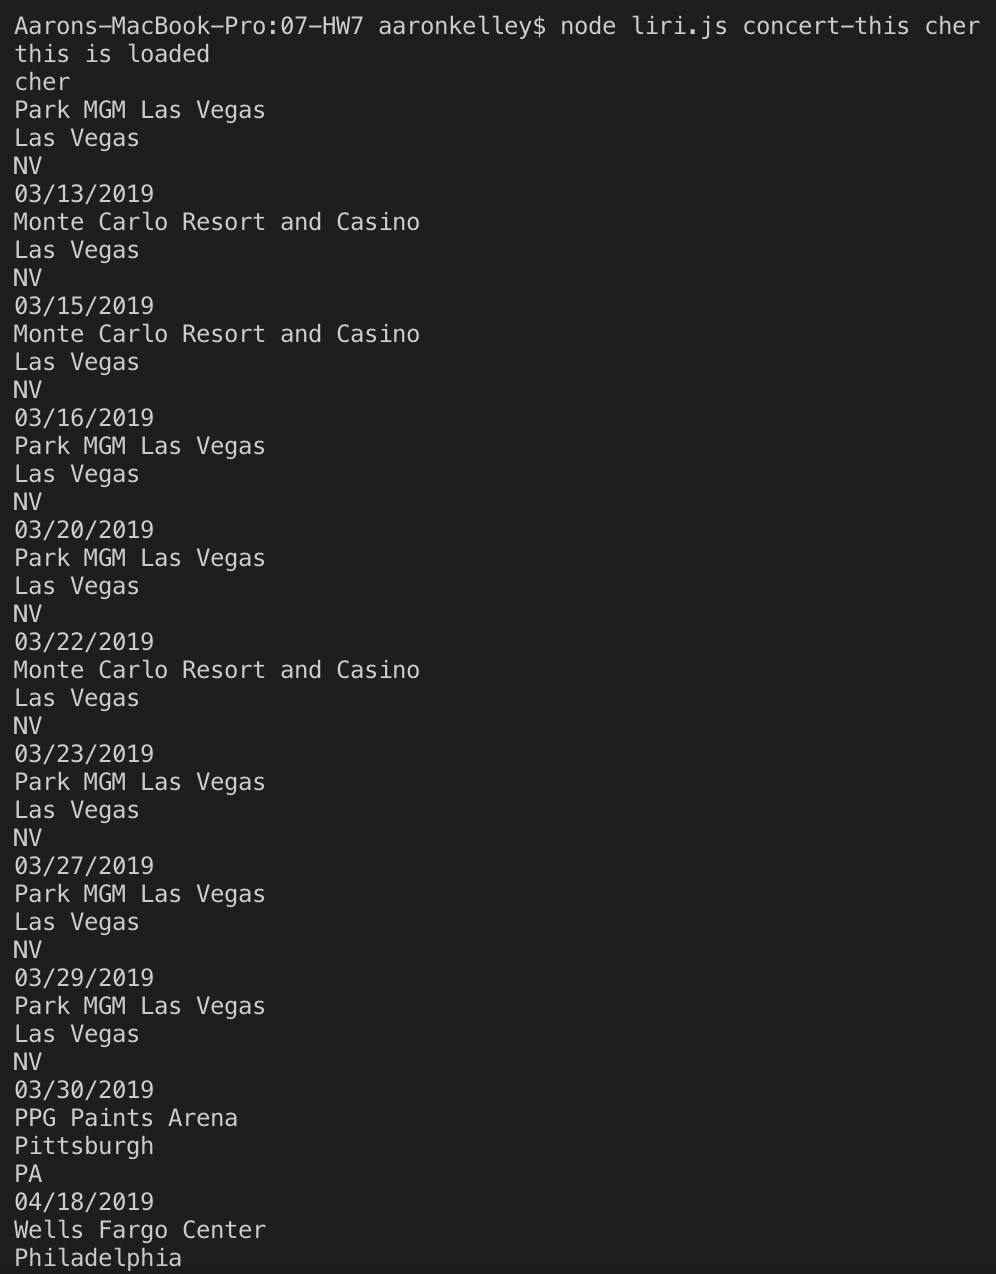 Aarons-MacBook-Pro:07-HW7 aaronkelley$ node liri.js concert-this cher
this is loaded
cher
Park MGM Las Vegas
Las Vegas
NV
03/13/2019
Monte Carlo Resort and Casino
Las Vegas
NV
03/15/2019
Monte Carlo Resort and Casino
Las Vegas
NV
03/16/2019
Park MGM Las Vegas
Las Vegas
NV
03/20/2019
Park MGM Las Vegas
Las Vegas
NV
03/22/2019
Monte Carlo Resort and Casino
Las Vegas
NV
03/23/2019
Park MGM Las Vegas
Las Vegas
NV
03/27/2019
Park MGM Las Vegas
Las Vegas
NV
03/29/2019
Park MGM Las Vegas
Las Vegas
NV
03/30/2019
PPG Paints Arena
Pittsburgh
PA
04/18/2019
Wells Fargo Center
Philadelphia